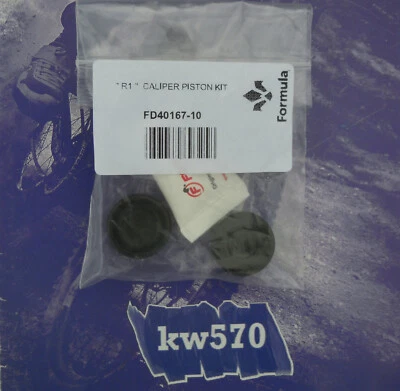 " R1 " CALIPER PISTON KIT
FD40167-10
Formula
kw570